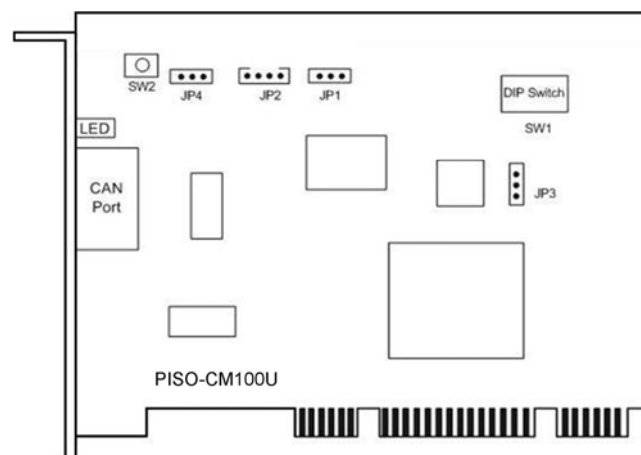 SW2
JP4
JP2
JP1
DIP Switch
SW1
LED
CAN
Port
JP3
PISO-CM100U